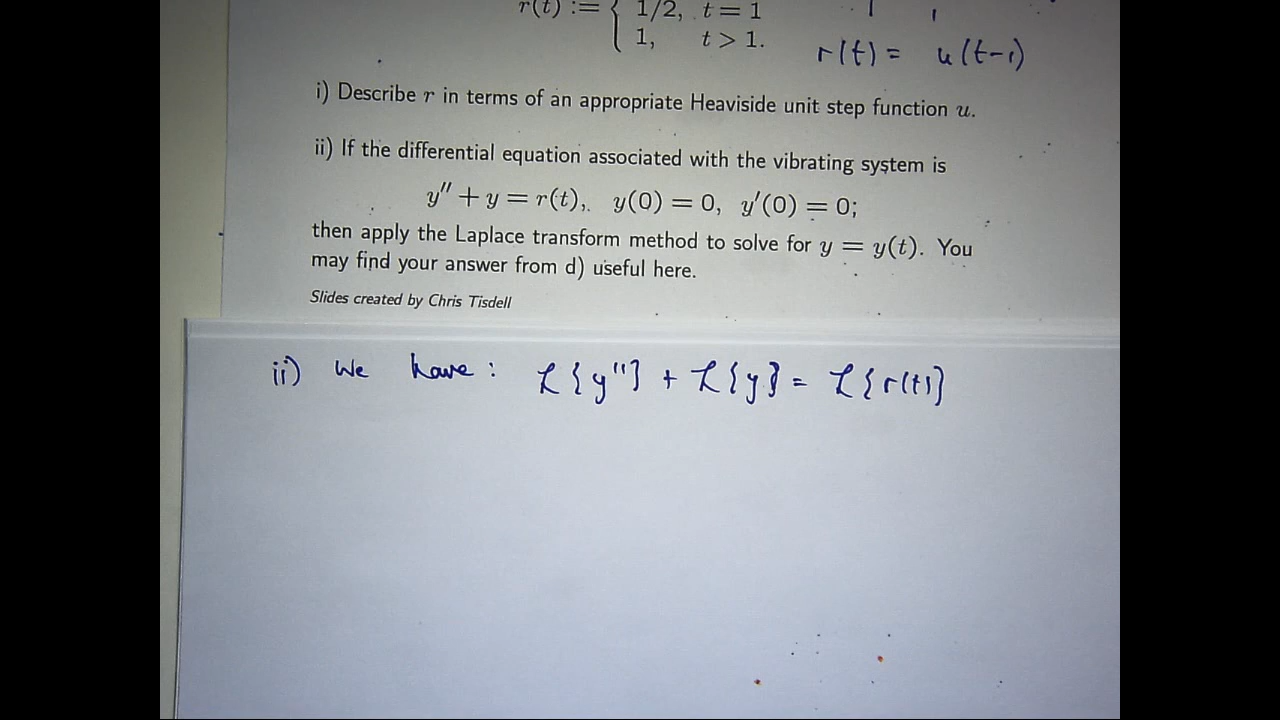 r(t) := { 1/2, t = 1
1, t > 1.
r(t) = u(t-1)
i) Describe r in terms of an appropriate Heaviside unit step function u.
ii) If the differential equation associated with the vibrating system is
y'' + y = r(t), y(0) = 0, y'(0) = 0;
then apply the Laplace transform method to solve for y = y(t). You
may find your answer from d) useful here.
Slides created by Chris Tisdell
ii) We have: ℒ{y''} + ℒ{y} = ℒ{r(t)}